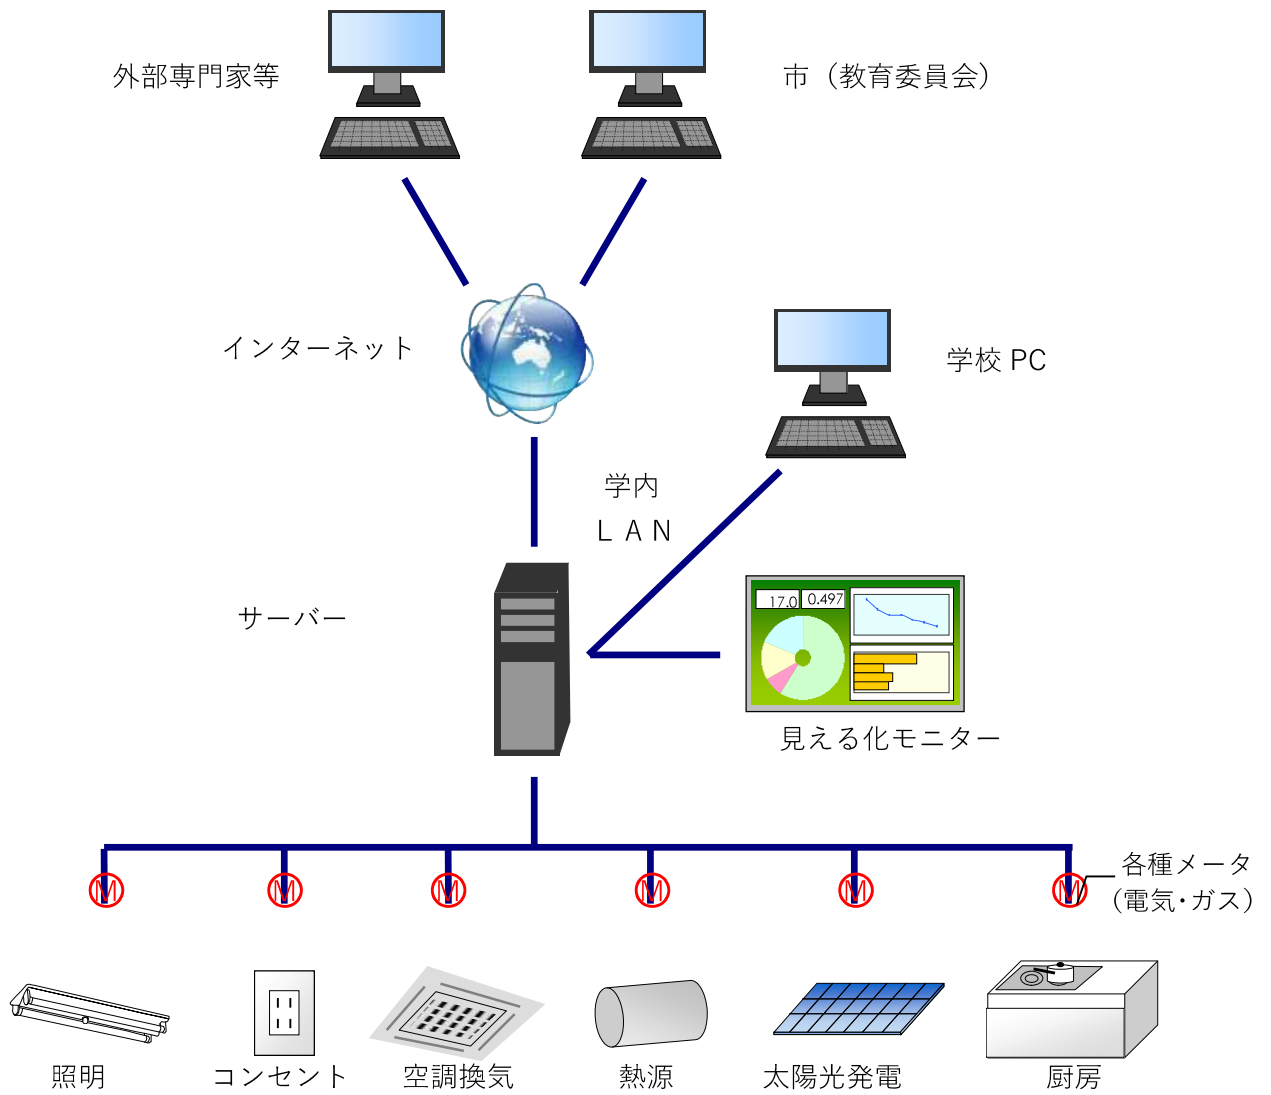 外部専門家等
市（教育委員会）
インターネット
学校 PC
学内
ＬＡＮ
サーバー
17.0
0.497
見える化モニター
各種メータ
(電気・ガス)
M
M
M
M
M
M
照明
コンセント
空調換気
熱源
太陽光発電
厨房